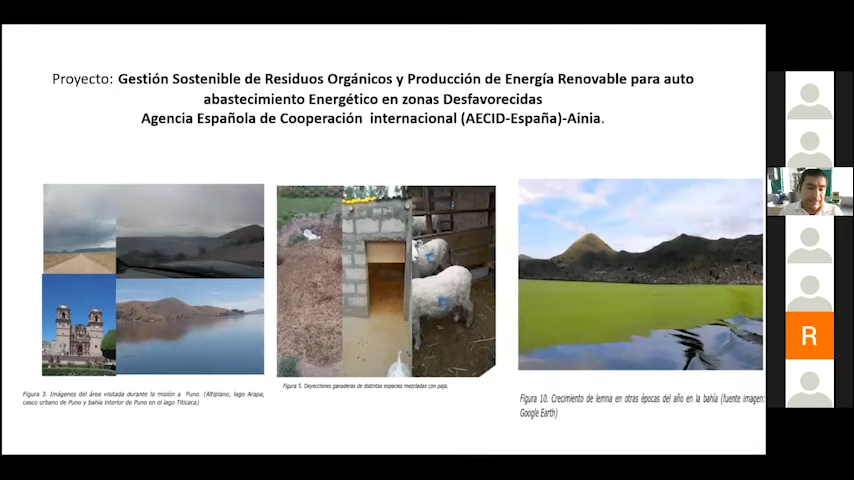 Proyecto: Gestión Sostenible de Residuos Orgánicos y Producción de Energía Renovable para auto
abastecimiento Energético en zonas Desfavorecidas
Agencia Española de Cooperación internacional (AECID-España)-Ainia.
Figura 3. Imágenes del área visitada durante la misión a Puno. (Altiplano, lago Arapa,
casco urbano de Puno y bahía interior de Puno en el lago Titicaca)
Figura 5. Deyecciones ganaderas de distintas especies mezcladas con paja.
Figura 10. Crecimiento de lemna en otras épocas del año en la bahía (fuente imagen:
Google Earth)
R